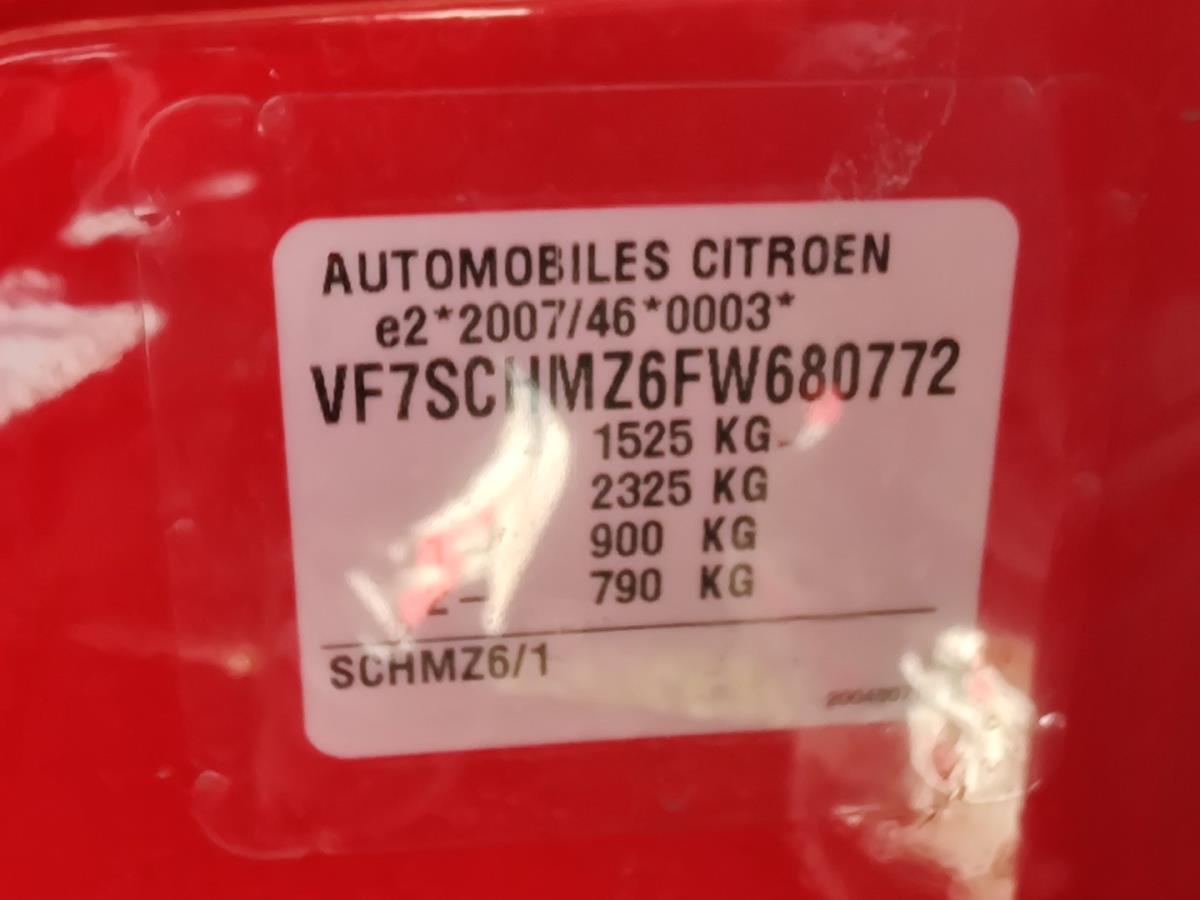 AUTOMOBILES CITROEN
e2*2007/46*0003*
VF7SCHMZ6FW680772
1525 KG
2325 KG
900 KG
790 KG
SCHMZ6/1